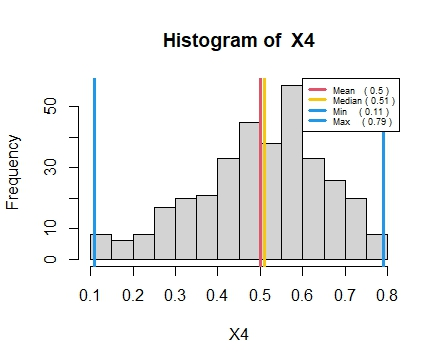 Histogram of X4
Mean ( 0.5 )
Median ( 0.51 )
Min ( 0.11 )
Max ( 0.79 )
Frequency
50
30
10
0
0.1 0.2 0.3 0.4 0.5 0.6 0.7 0.8
X4